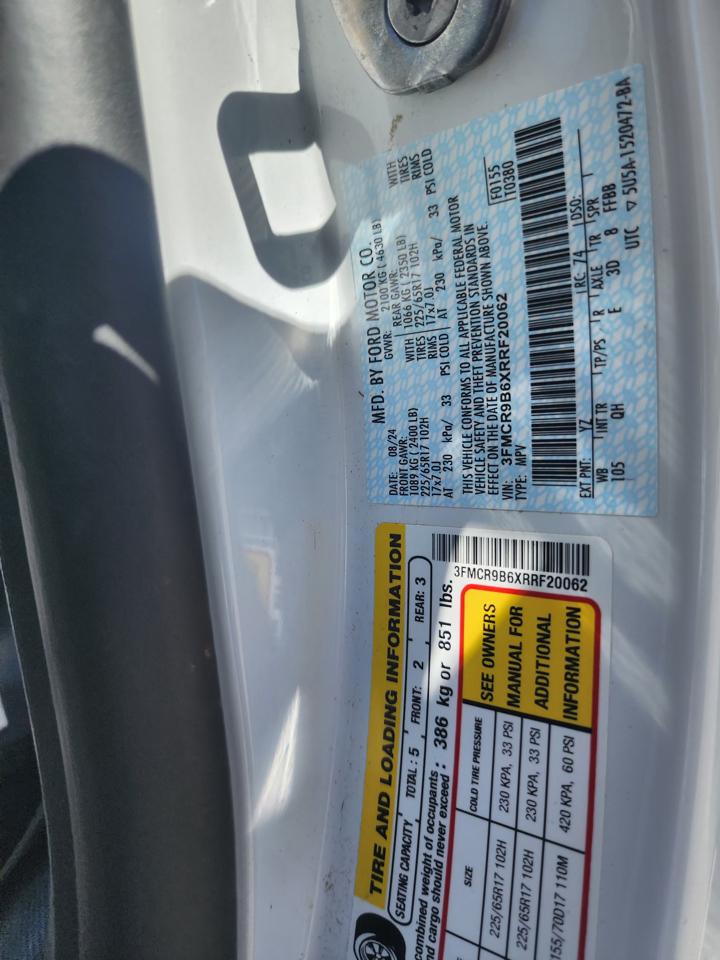 MFD. BY FORD MOTOR CO.
DATE: 08/24
GVWR: 2100 KG ( 4630 LB)
FRONT GAWR:
1089 KG ( 2400 LB)
WITH
225/65R17 102H
TIRES
17x7.0J
RIMS
AT 230 kPa/ 33 PSI COLD
REAR GAWR:
1066 KG ( 2350 LB)
WITH
225/65R17 102H
TIRES
17x7.0J
RIMS
AT 230 kPa/ 33 PSI COLD
THIS VEHICLE CONFORMS TO ALL APPLICABLE FEDERAL MOTOR
VEHICLE SAFETY AND THEFT PREVENTION STANDARDS IN
EFFECT ON THE DATE OF MANUFACTURE SHOWN ABOVE.
VIN: 3FMCR9B6XRRF20062
TYPE: MPV
F0155
T0380
EXT PNT: YZ RC: 74 DSO:
WB INT TR TP/PS R AXLE TR SPR
105 QH E 3D 8 FFBB
UTC ▽ 5U5A-1520472-BA
TIRE AND LOADING INFORMATION
SEATING CAPACITY TOTAL: 5 FRONT: 2 REAR: 3
combined weight of occupants
and cargo should never exceed: 386 kg or 851 lbs.
3FMCR9B6XRRF20062
SIZE COLD TIRE PRESSURE
225/65R17 102H 230 KPA, 33 PSI
225/65R17 102H 230 KPA, 33 PSI
155/70D17 110M 420 KPA, 60 PSI
SEE OWNERS
MANUAL FOR
ADDITIONAL
INFORMATION